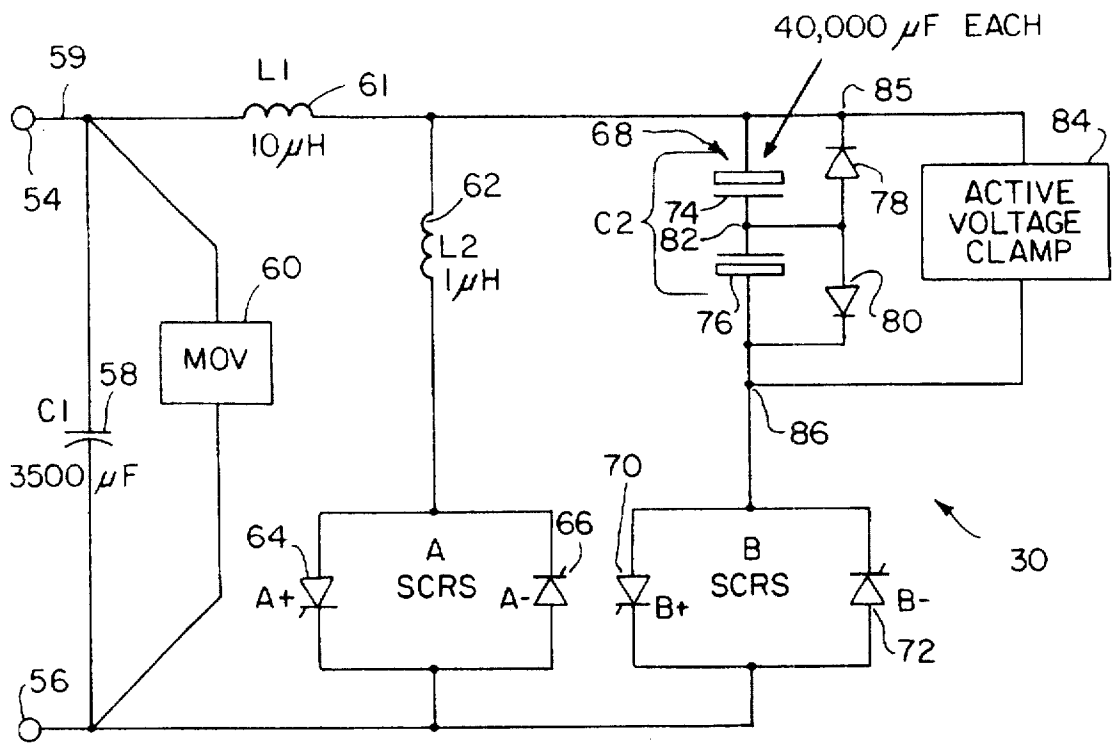 40,000 μF EACH
59
L1
61
85
84
10μH
68
54
62
74
78
ACTIVE
VOLTAGE
CLAMP
C2
82
L2
1μH
60
76
80
MOV
58
C1
86
3500 μF
70
64
66
A
SCRS
B
SCRS
30
A+
A-
B+
B-
72
56